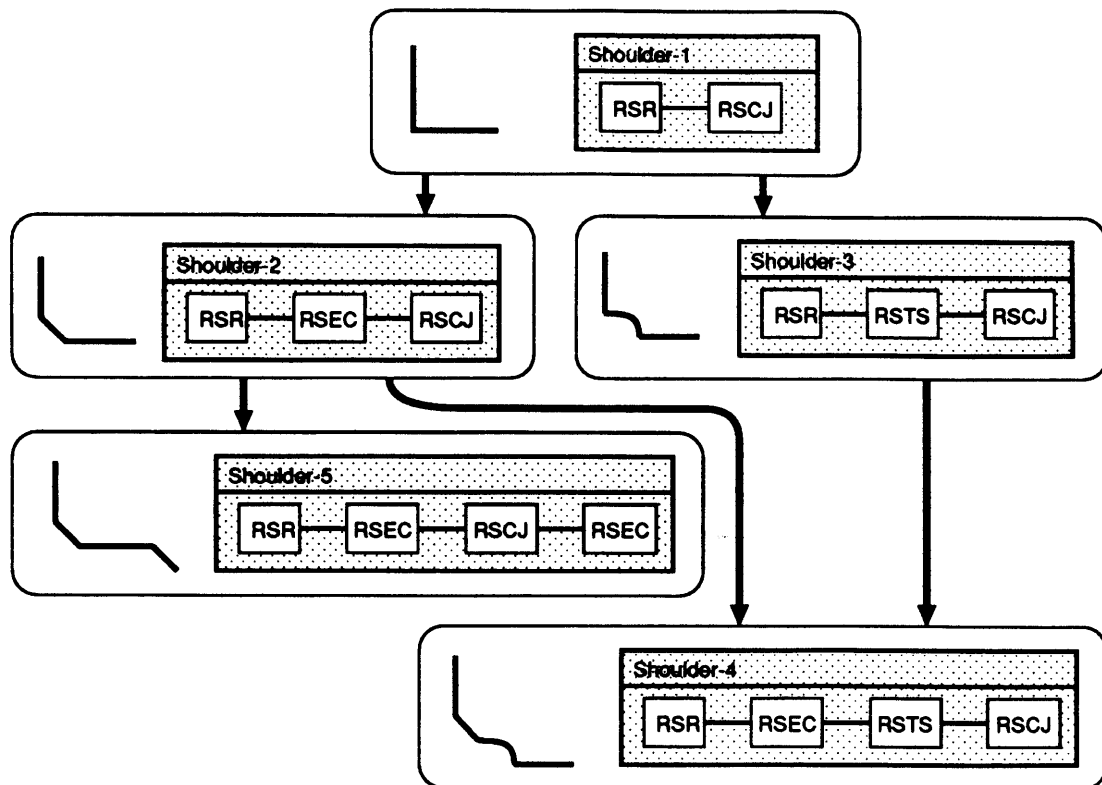 Shoulder-1
RSR RSCJ
Shoulder-2
RSR RSEC RSCJ
Shoulder-3
RSR RSTS RSCJ
Shoulder-5
RSR RSEC RSCJ RSEC
Shoulder-4
RSR RSEC RSTS RSCJ